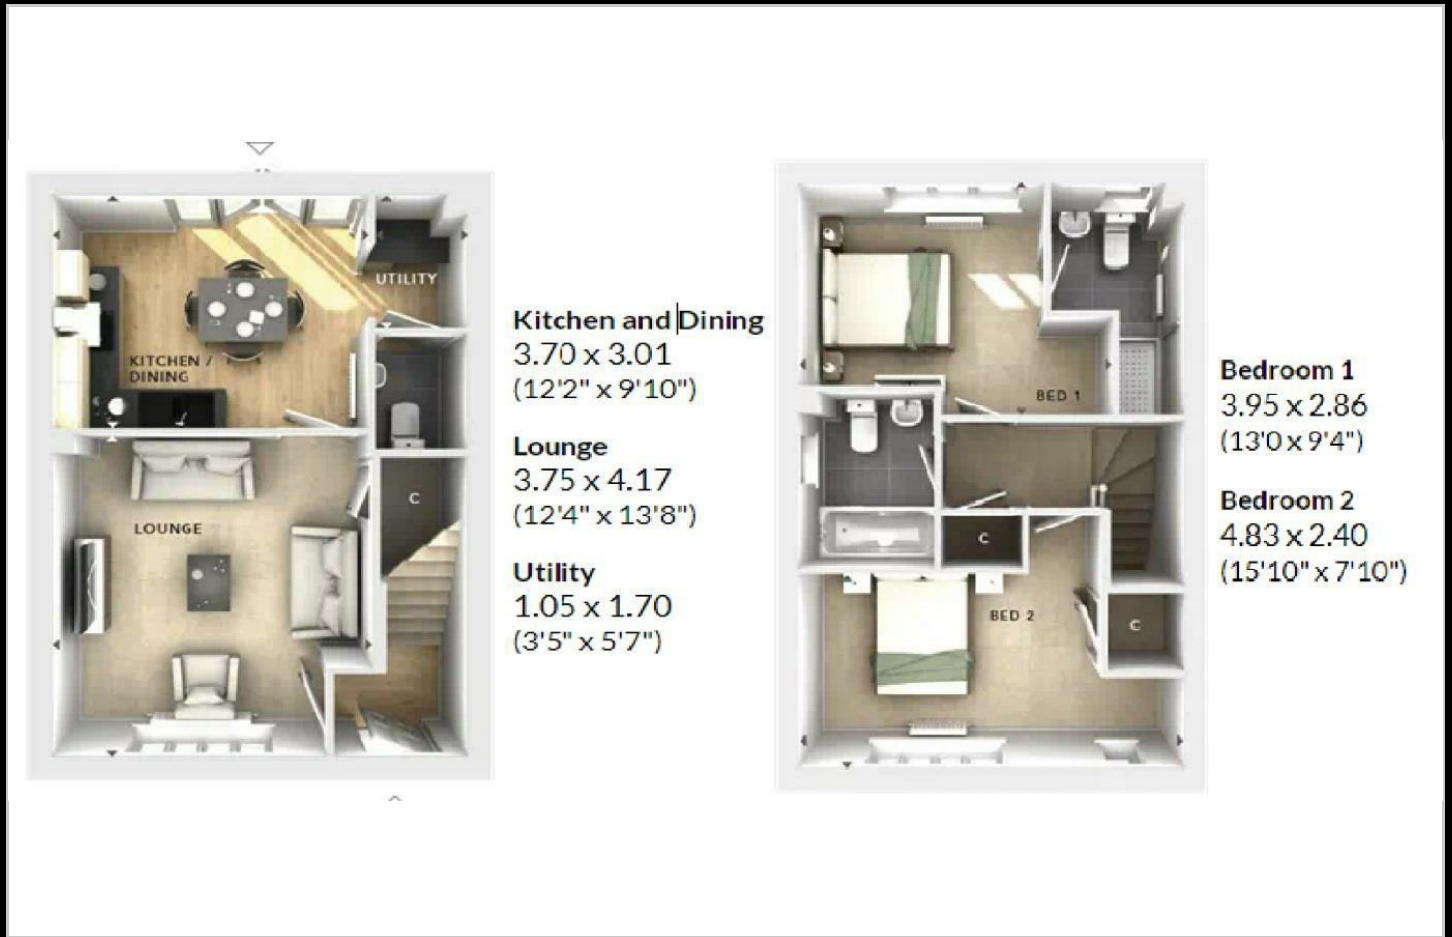 UTILITY
KITCHEN /
DINING
LOUNGE
C
Kitchen and Dining
3.70 x 3.01
(12'2" x 9'10")
Lounge
3.75 x 4.17
(12'4" x 13'8")
Utility
1.05 x 1.70
(3'5" x 5'7")
BED 1
C
BED 2
C
Bedroom 1
3.95 x 2.86
(13'0 x 9'4")
Bedroom 2
4.83 x 2.40
(15'10" x 7'10")